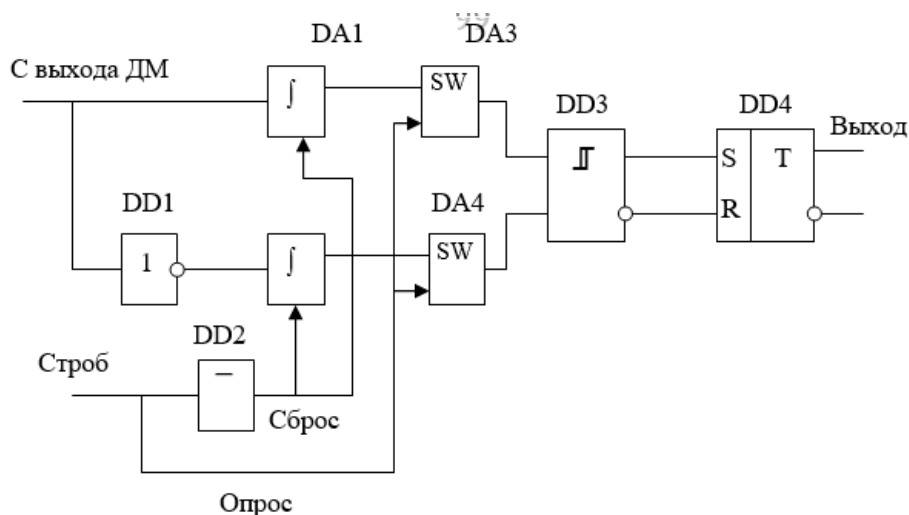 DA1
DA3
С выхода ДМ
∫
SW
DD3
DD4
Выход
S
T
R
DD1
DA4
1
∫
SW
DD2
Строб
Сброс
Опрос